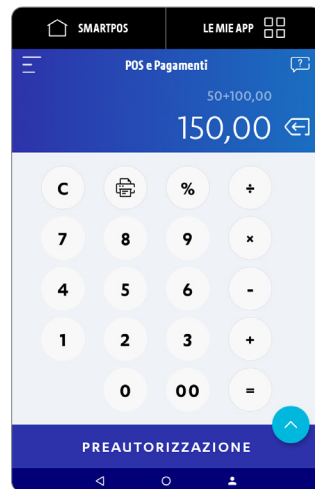 SMARTPOS LE MIE APP
POS e Pagamenti ?
50+100,00
150,00
C % ÷
7 8 9 ×
4 5 6 -
1 2 3 +
0 00 =
PREAUTORIZZAZIONE